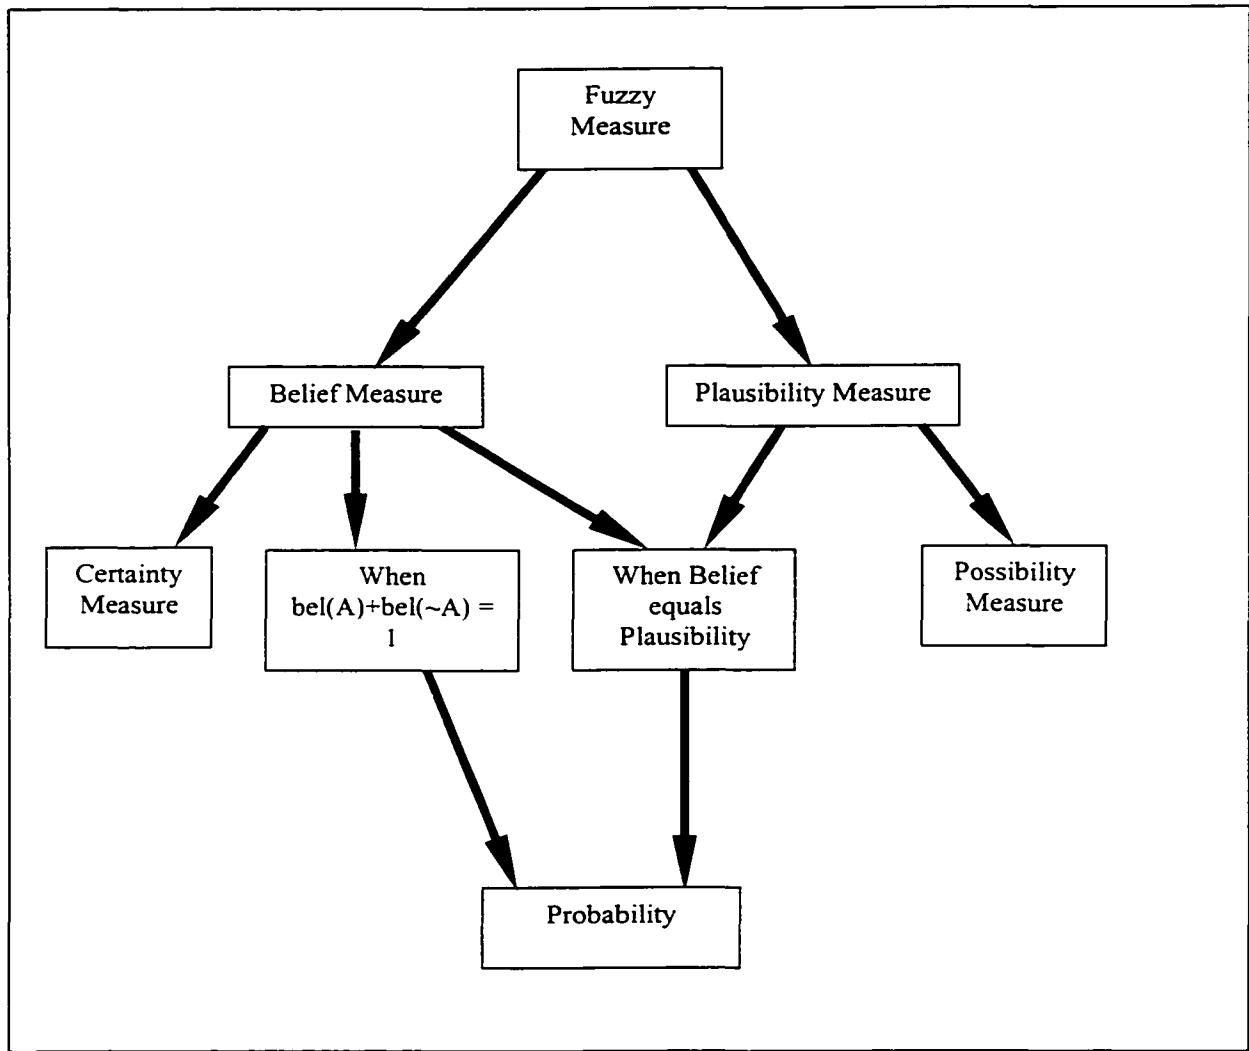 Fuzzy
Measure
Belief Measure
Plausibility Measure
Certainty
Measure
When
bel(A)+bel(~A) =
1
When Belief
equals
Plausibility
Possibility
Measure
Probability